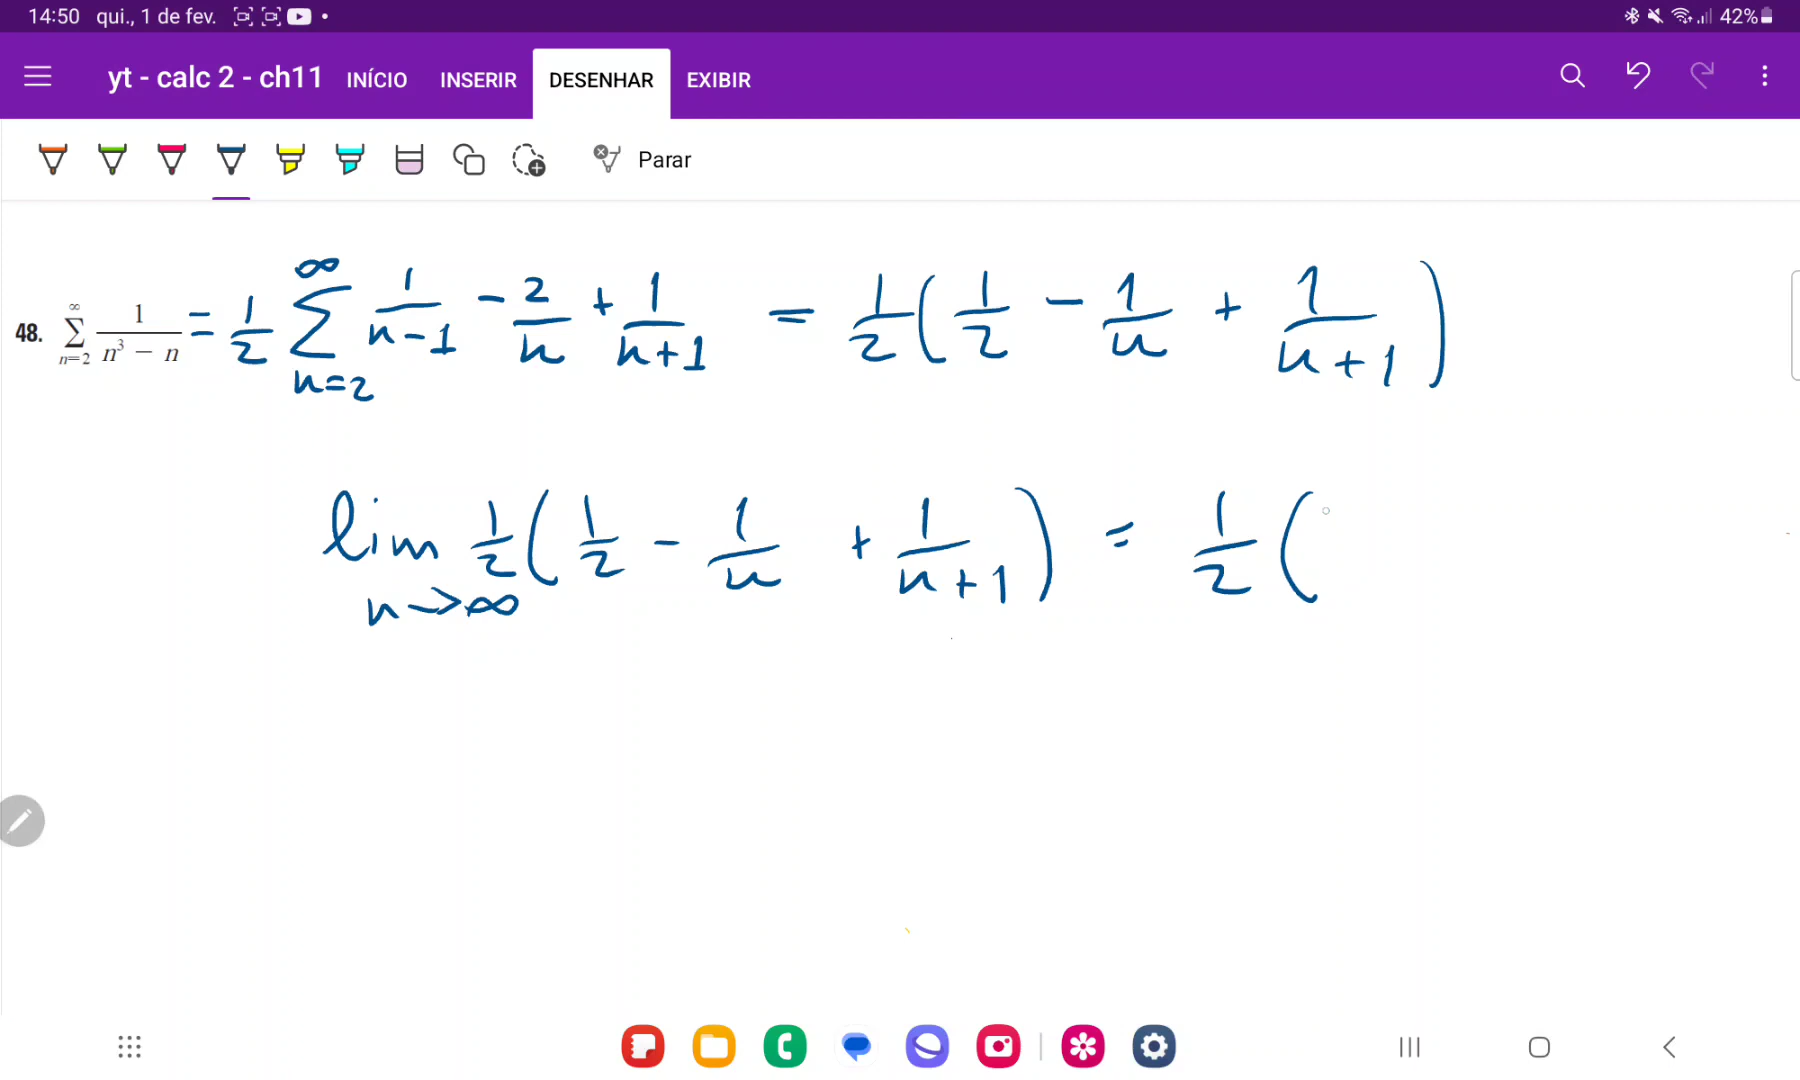 14:50 qui., 1 de fev. 42%
yt - calc 2 - ch11 INÍCIO INSERIR DESENHAR EXIBIR
Parar
48. ∑_{n=2}^{∞} 1/(n³ − n) = 1/2 ∑_{n=2}^{∞} 1/(n-1) - 2/n + 1/(n+1) = 1/2 (1/2 - 1/n + 1/(n+1))
lim_{n→∞} 1/2 (1/2 - 1/n + 1/(n+1)) = 1/2 (